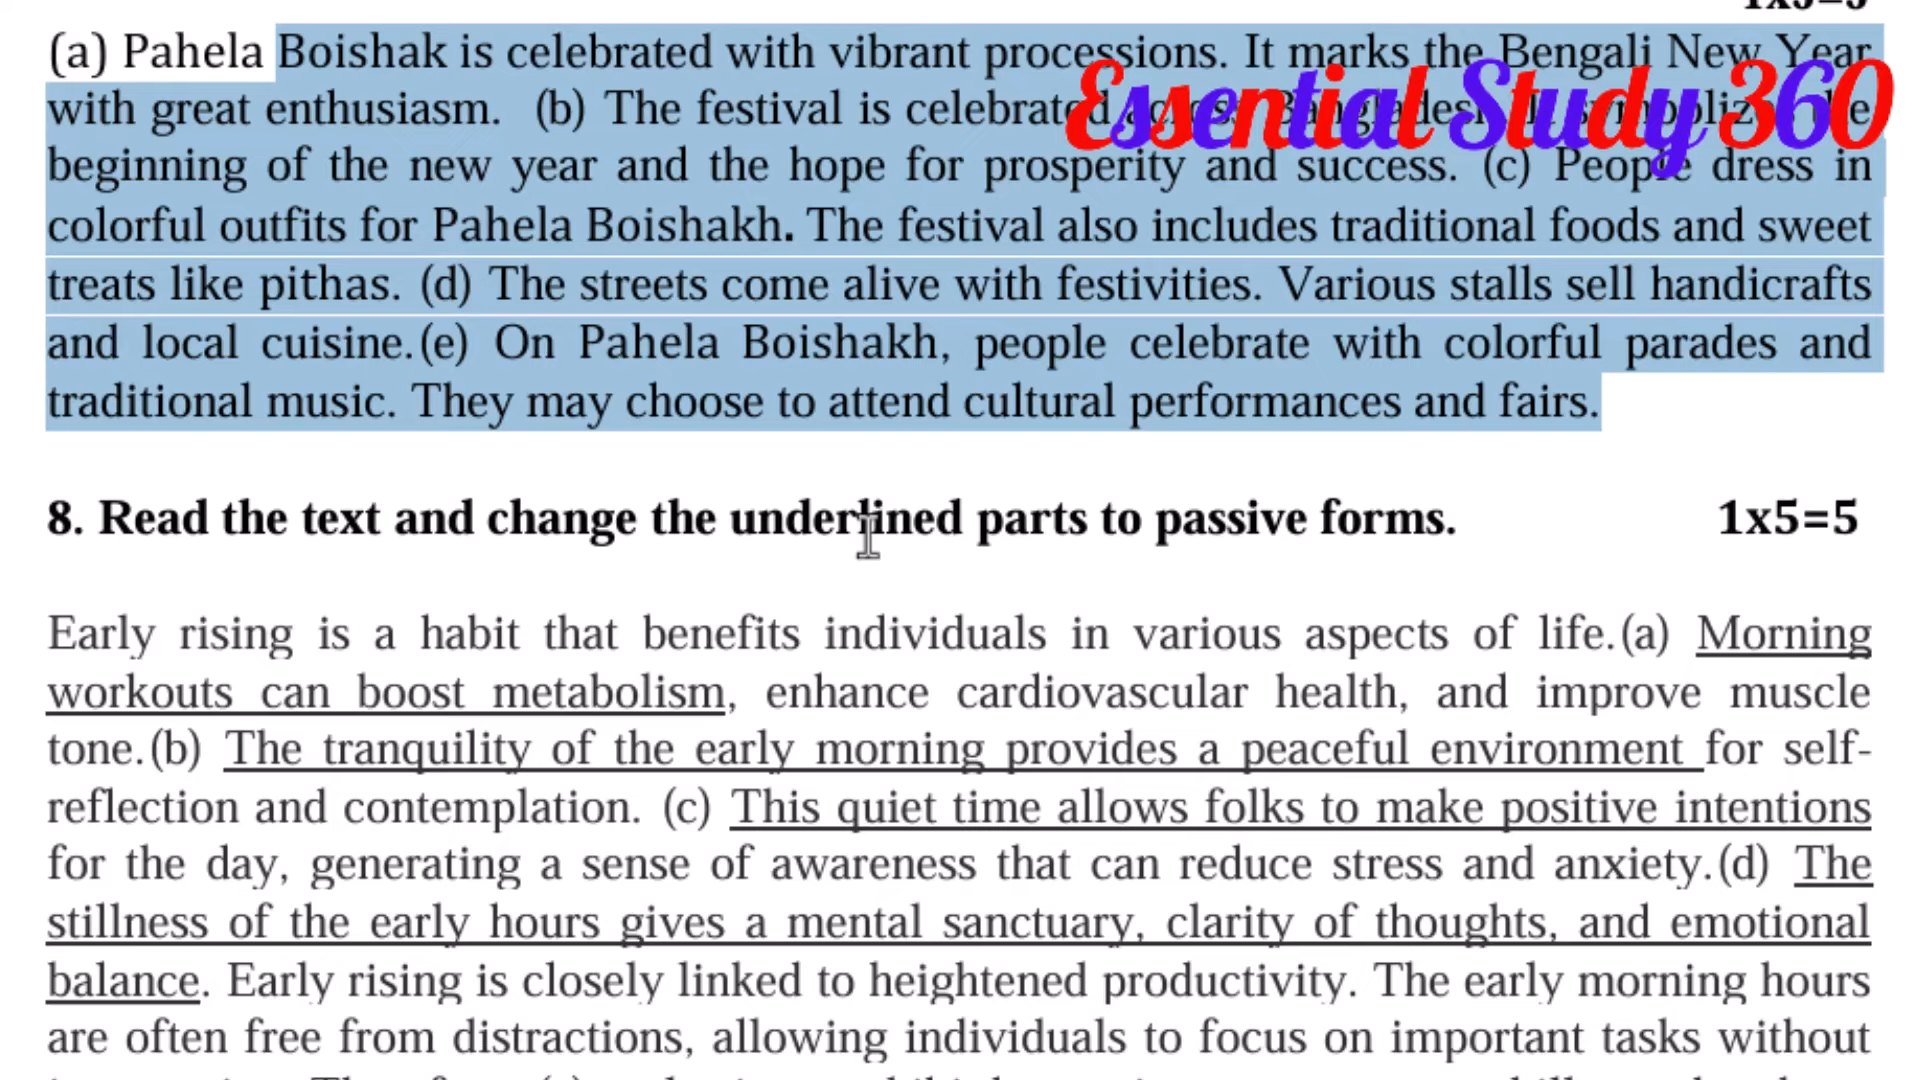 1x5=5
(a) Pahela Boishak is celebrated with vibrant processions. It marks the Bengali New Year
Essential Study 360
with great enthusiasm. (b) The festival is celebrated across Bangladesh. It symbolizes the
beginning of the new year and the hope for prosperity and success. (c) People dress in
colorful outfits for Pahela Boishakh. The festival also includes traditional foods and sweet
treats like pithas. (d) The streets come alive with festivities. Various stalls sell handicrafts
and local cuisine.(e) On Pahela Boishakh, people celebrate with colorful parades and
traditional music. They may choose to attend cultural performances and fairs.
8. Read the text and change the underlined parts to passive forms. 1x5=5
Early rising is a habit that benefits individuals in various aspects of life.(a) Morning
workouts can boost metabolism, enhance cardiovascular health, and improve muscle
tone.(b) The tranquility of the early morning provides a peaceful environment for self-
reflection and contemplation. (c) This quiet time allows folks to make positive intentions
for the day, generating a sense of awareness that can reduce stress and anxiety.(d) The
stillness of the early hours gives a mental sanctuary, clarity of thoughts, and emotional
balance. Early rising is closely linked to heightened productivity. The early morning hours
are often free from distractions, allowing individuals to focus on important tasks without